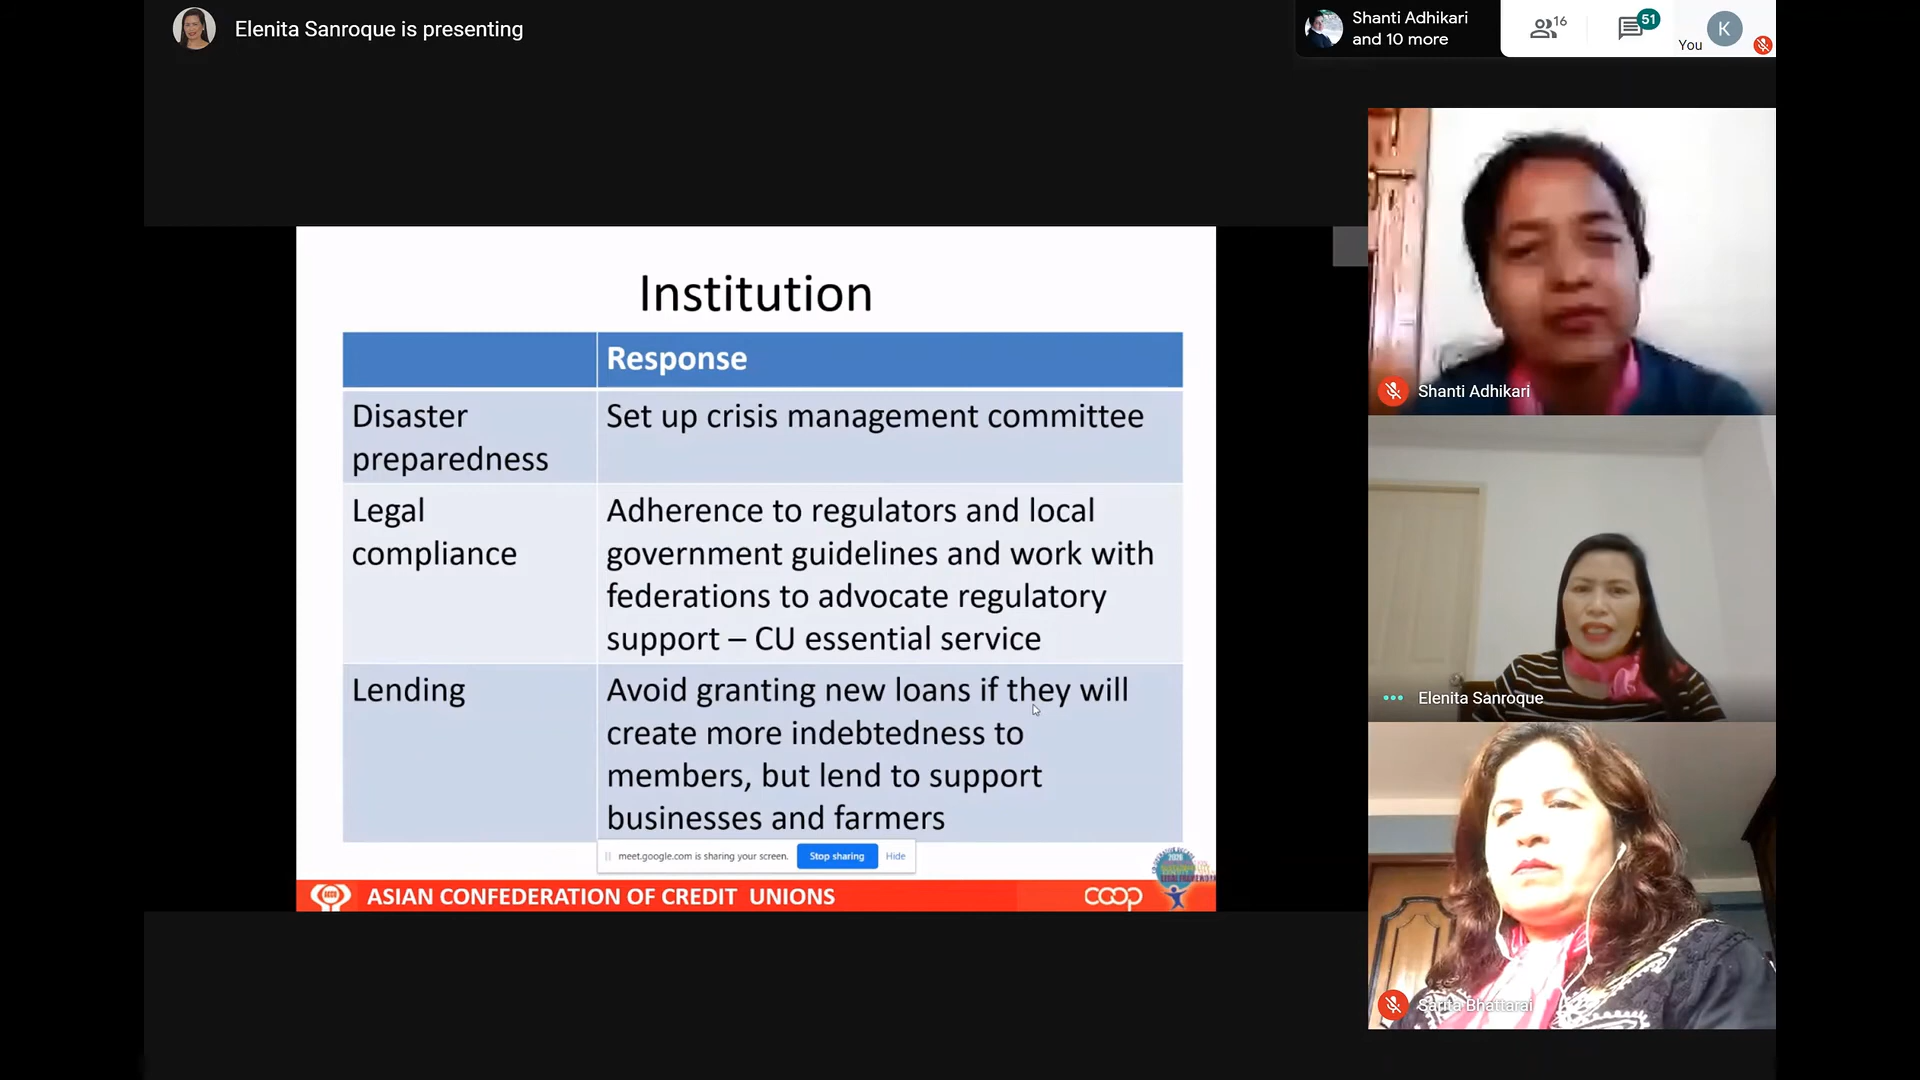 Elenita Sanroque is presenting
Shanti Adhikari
and 10 more
16
51
You
K
Institution
Response
Disaster
preparedness
Set up crisis management committee
Legal
compliance
Adherence to regulators and local
government guidelines and work with
federations to advocate regulatory
support – CU essential service
Lending
Avoid granting new loans if they will
create more indebtedness to
members, but lend to support
businesses and farmers
meet.google.com is sharing your screen.
Stop sharing
Hide
ASIAN CONFEDERATION OF CREDIT UNIONS
coop
2020
Shanti Adhikari
Elenita Sanroque
Sarita Bhattarai